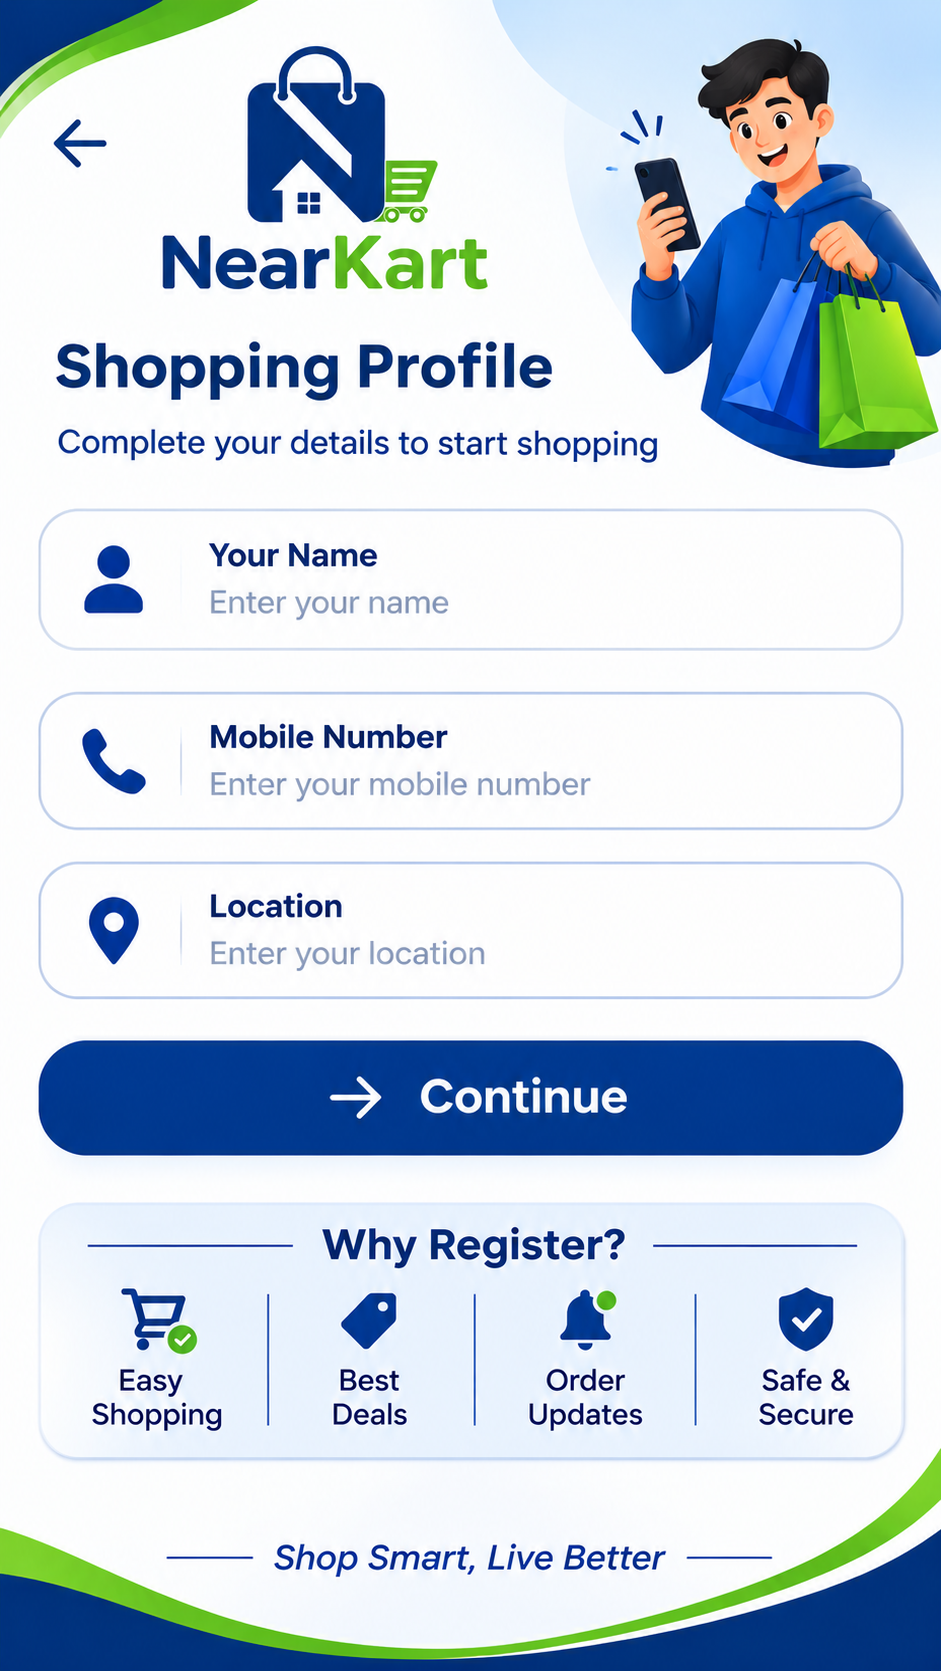 NearKart
Shopping Profile
Complete your details to start shopping
Your Name
Enter your name
Mobile Number
Enter your mobile number
Location
Enter your location
Continue
Why Register?
Easy
Shopping
Best
Deals
Order
Updates
Safe &
Secure
Shop Smart, Live Better